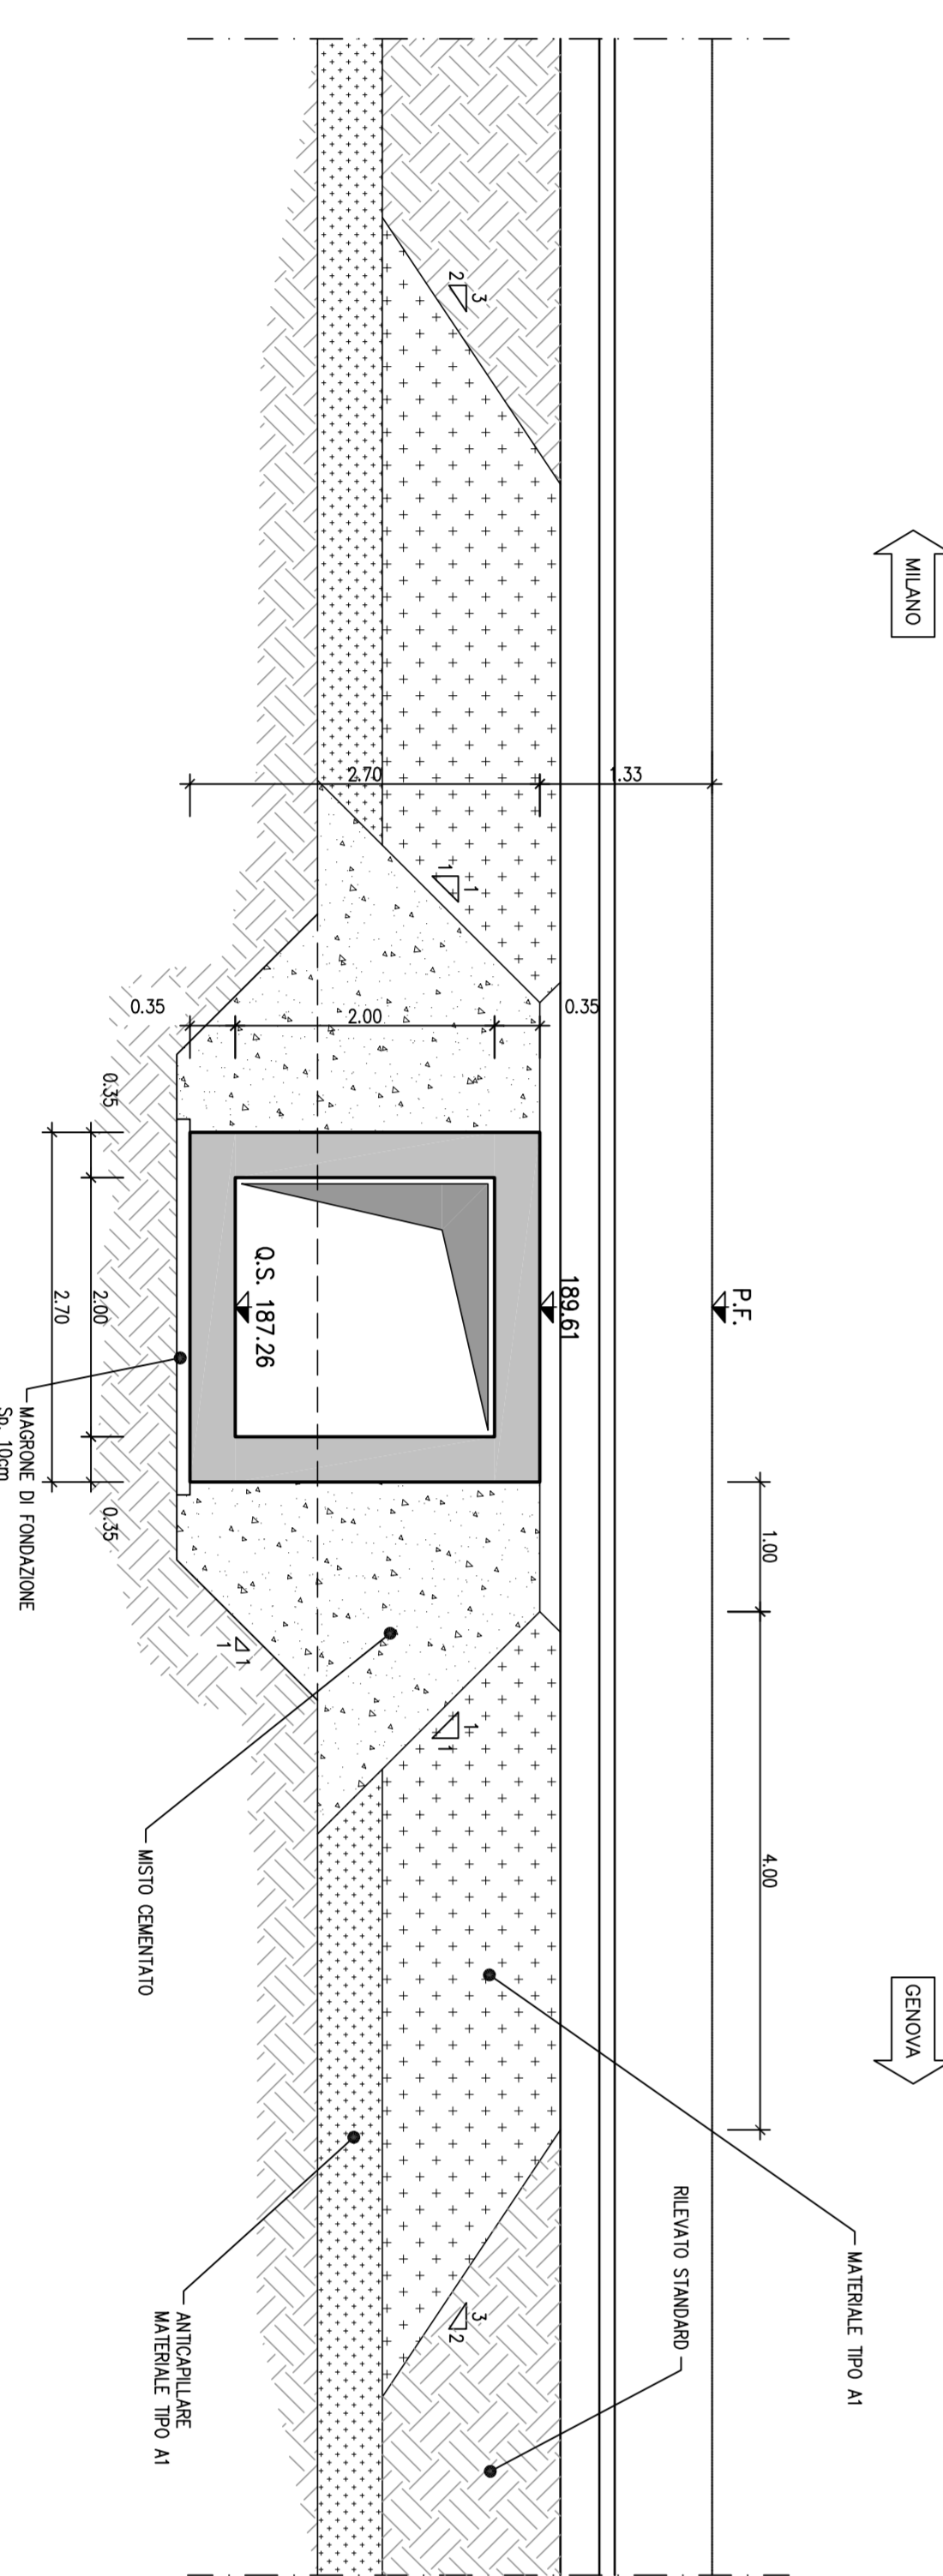 MILANO
GENOVA
P.F.
1.00
4.00
1.33
2.70
189.61
3
2
1
1
0.35
2.00
0.35
Q.S. 187.26
1
1
1
1
3
2
0.35
2.00
0.35
2.70
MATERIALE TIPO A1
RILEVATO STANDARD
MISTO CEMENTATO
ANTICAPILLARE
MATERIALE TIPO A1
MAGRONE DI FONDAZIONE
Sp. 10cm